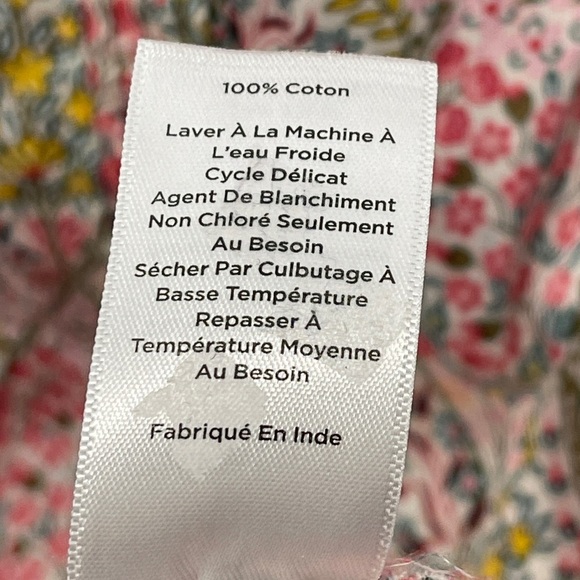 100% Coton
Laver À La Machine À
L'eau Froide
Cycle Délicat
Agent De Blanchiment
Non Chloré Seulement
Au Besoin
Sécher Par Culbutage À
Basse Température
Repasser À
Température Moyenne
Au Besoin
Fabriqué En Inde